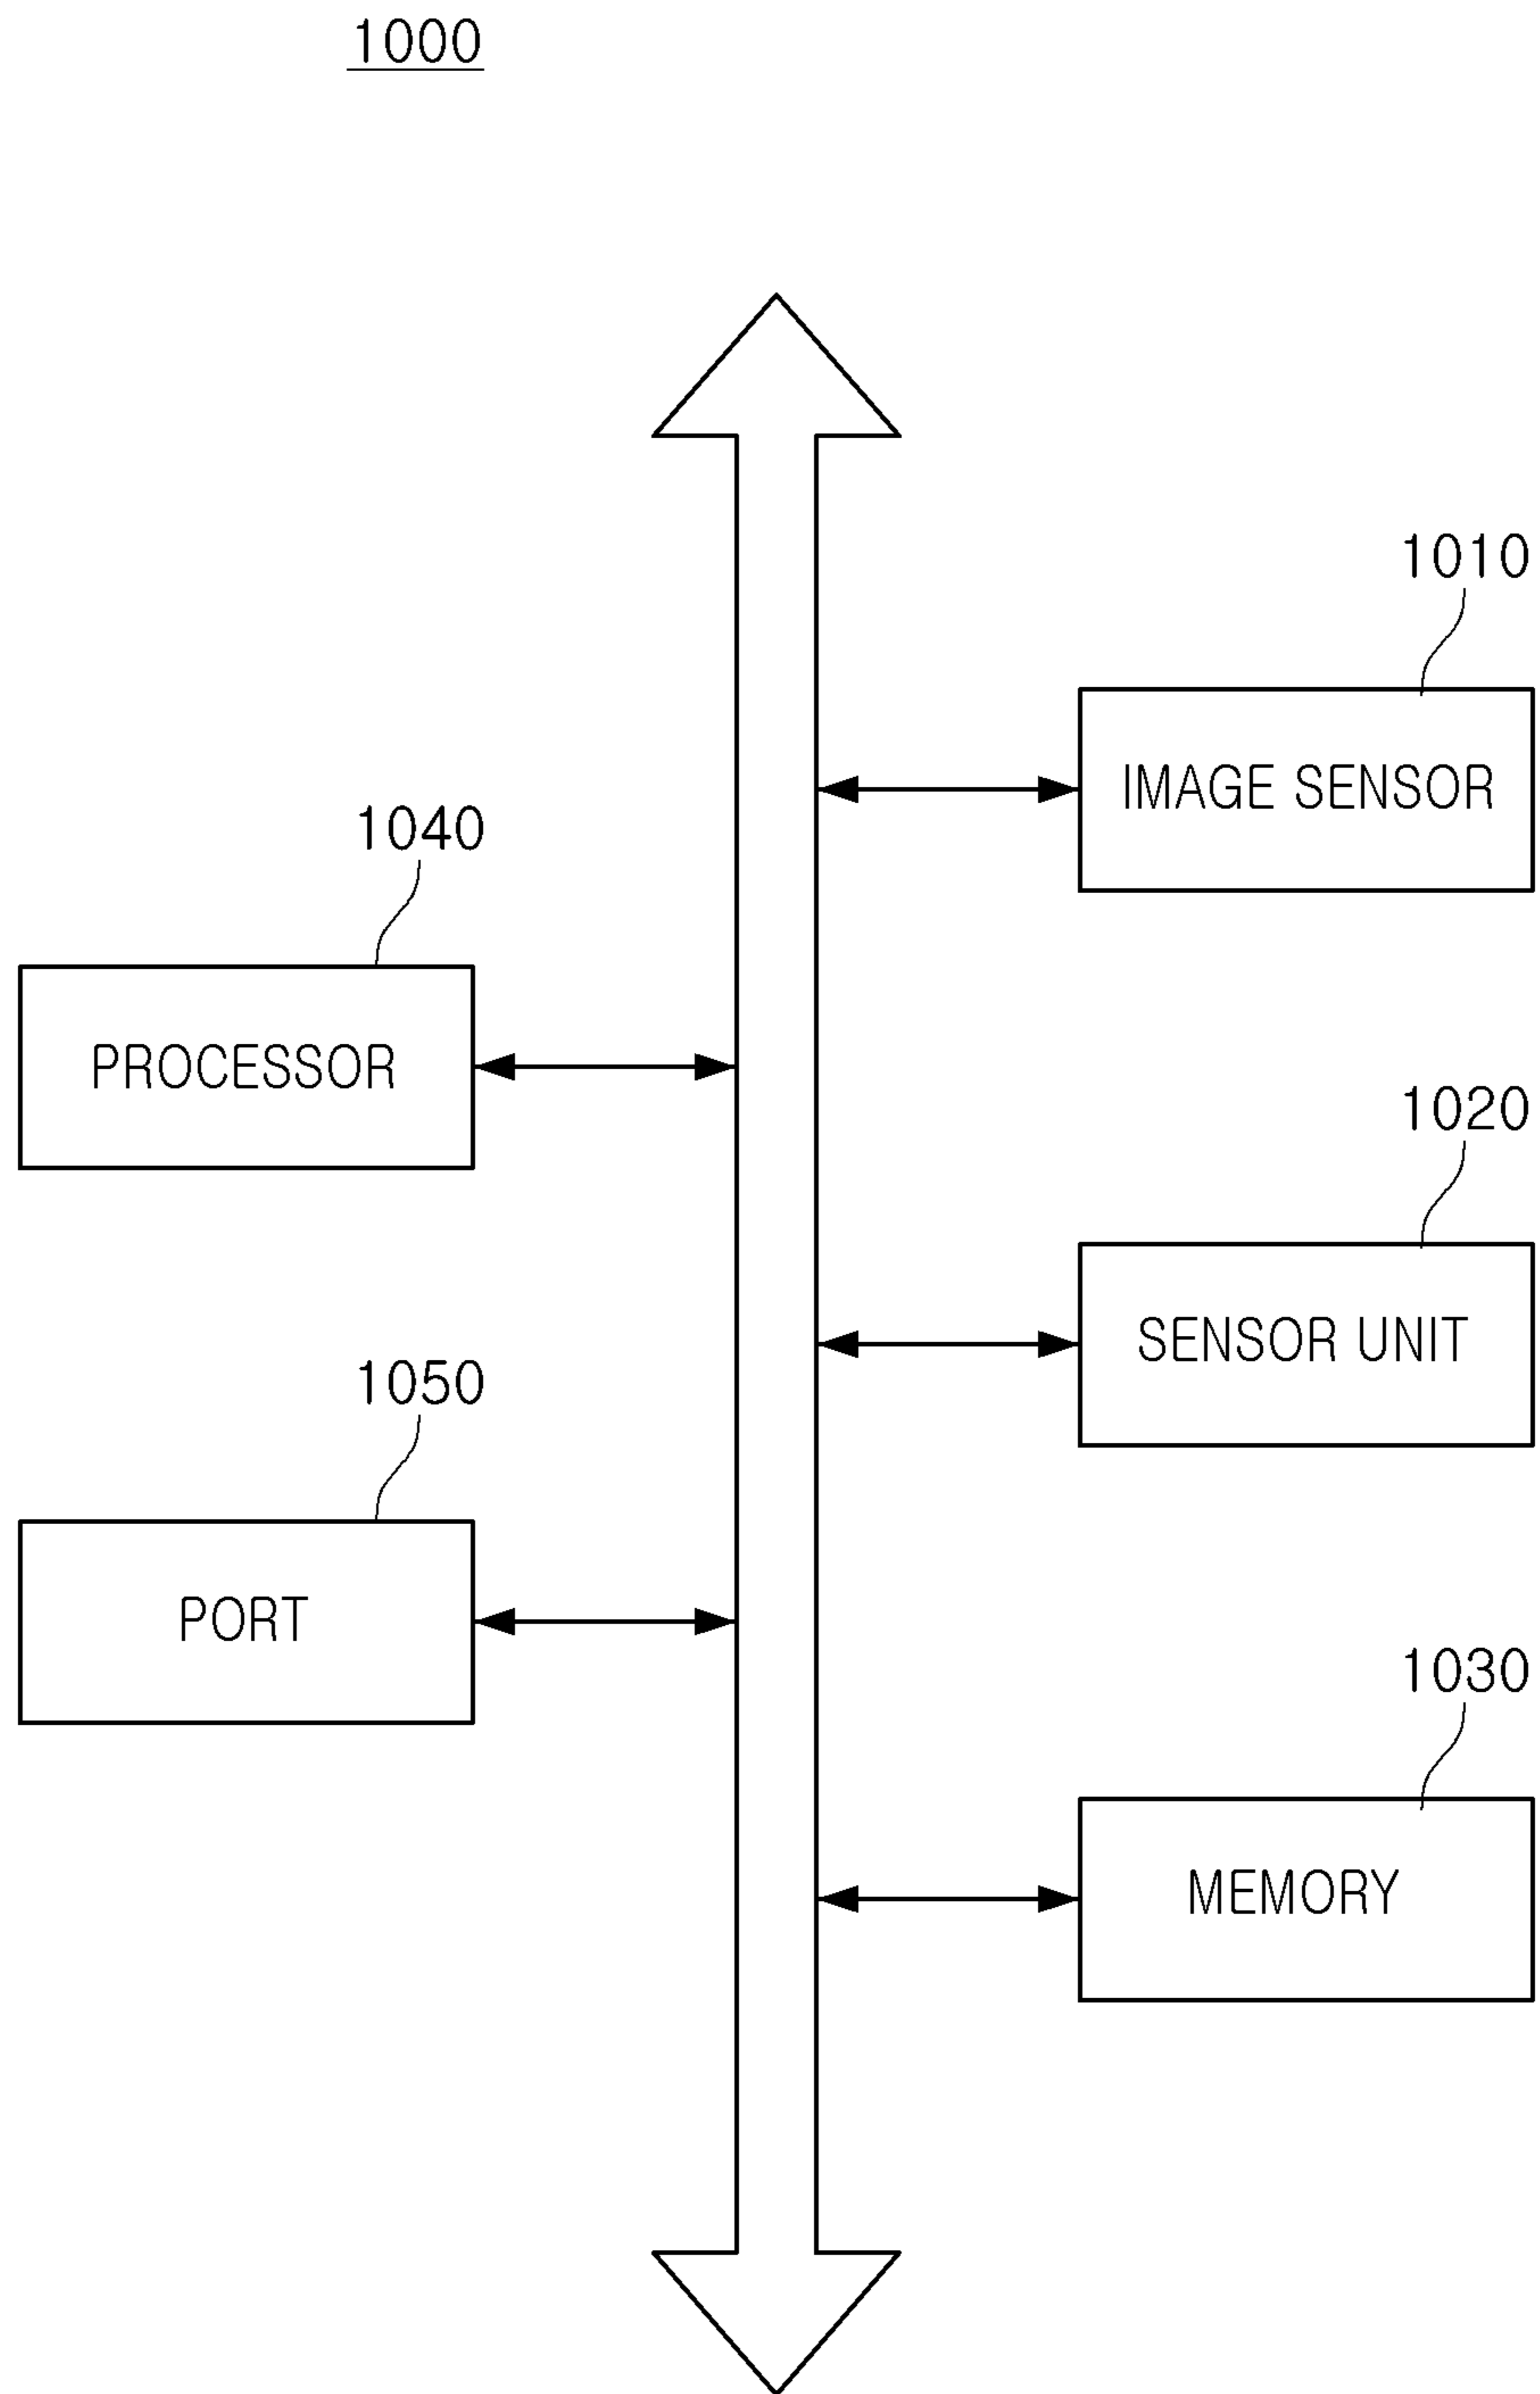 1000
1010
IMAGE SENSOR
1040
PROCESSOR
1020
SENSOR UNIT
1050
PORT
1030
MEMORY